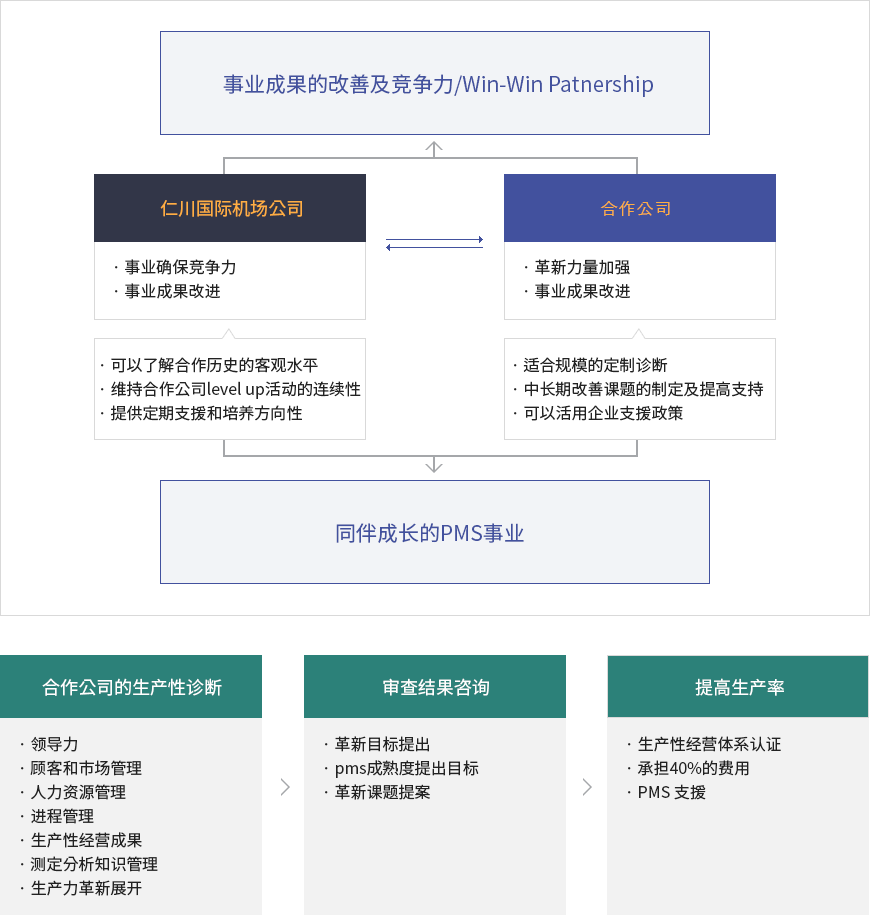 事业成果的改善及竞争力/Win-Win Patnership
仁川国际机场公司
· 事业确保竞争力
· 事业成果改进
合作公司
· 革新力量加强
· 事业成果改进
· 可以了解合作历史的客观水平
· 维持合作公司level up活动的连续性
· 提供定期支援和培养方向性
· 适合规模的定制诊断
· 中长期改善课题的制定及提高支持
· 可以活用企业支援政策
同伴成长的PMS事业
合作公司的生产性诊断
· 领导力
· 顾客和市场管理
· 人力资源管理
· 进程管理
· 生产性经营成果
· 测定分析知识管理
· 生产力革新展开
审查结果咨询
· 革新目标提出
· pms成熟度提出目标
· 革新课题提案
提高生产率
· 生产性经营体系认证
· 承担40%的费用
· PMS 支援